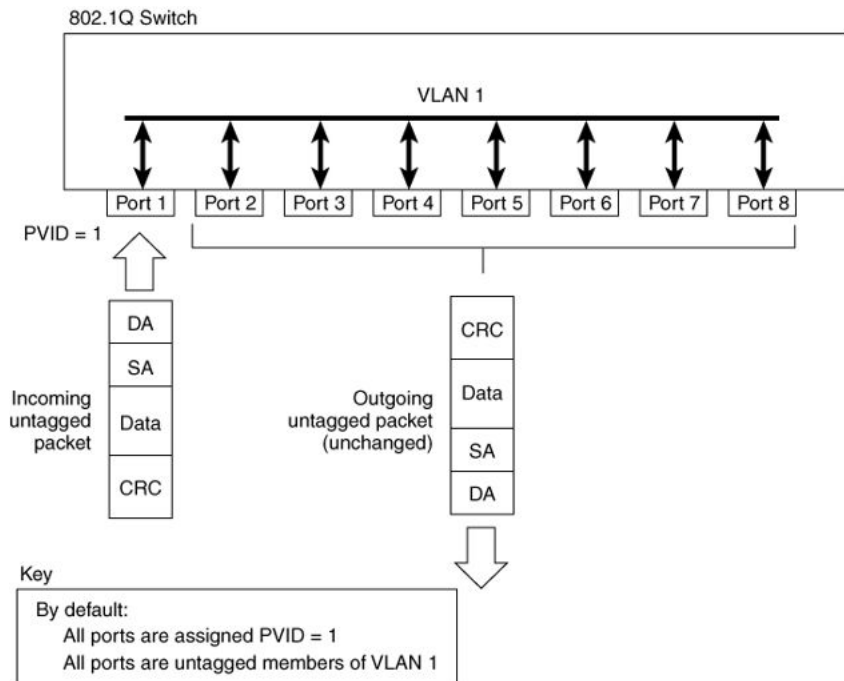 802.1Q Switch
VLAN 1
Port 1
Port 2
Port 3
Port 4
Port 5
Port 6
Port 7
Port 8
PVID = 1
DA
SA
Data
CRC
Incoming
untagged
packet
CRC
Data
SA
DA
Outgoing
untagged packet
(unchanged)
Key
By default:
All ports are assigned PVID = 1
All ports are untagged members of VLAN 1